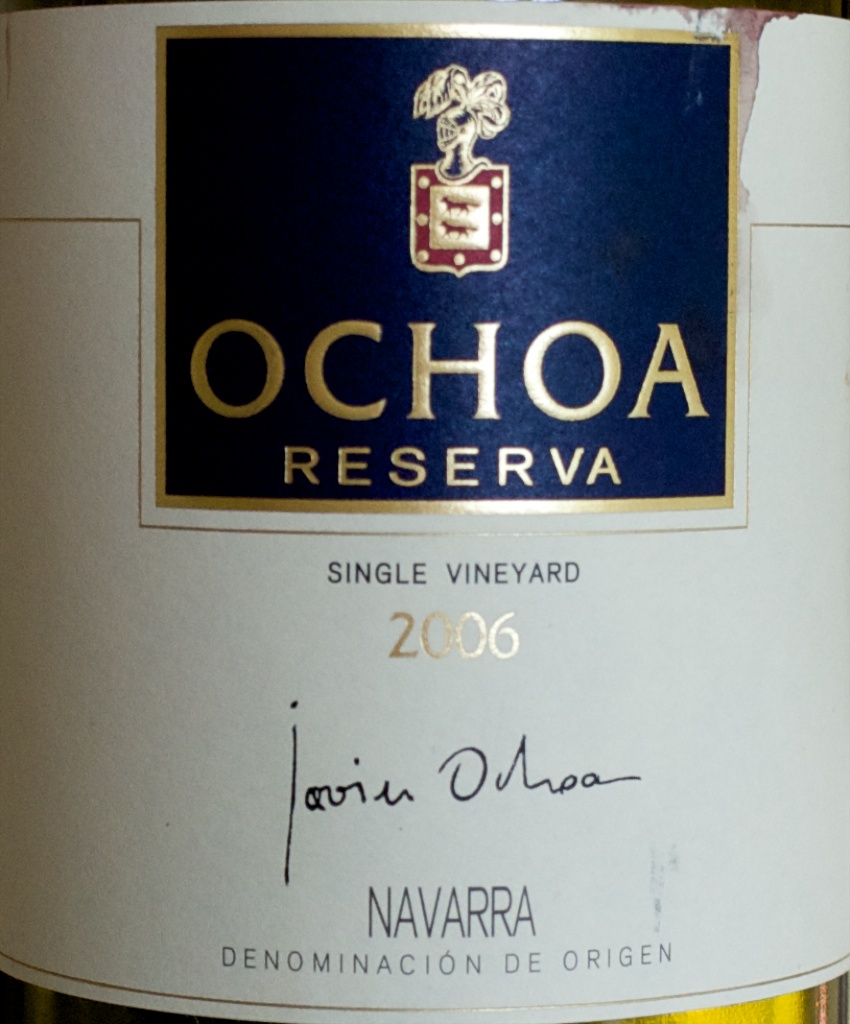 OCHOA
RESERVA
SINGLE VINEYARD
2006
Javier Ochoa
NAVARRA
DENOMINACIÓN DE ORIGEN